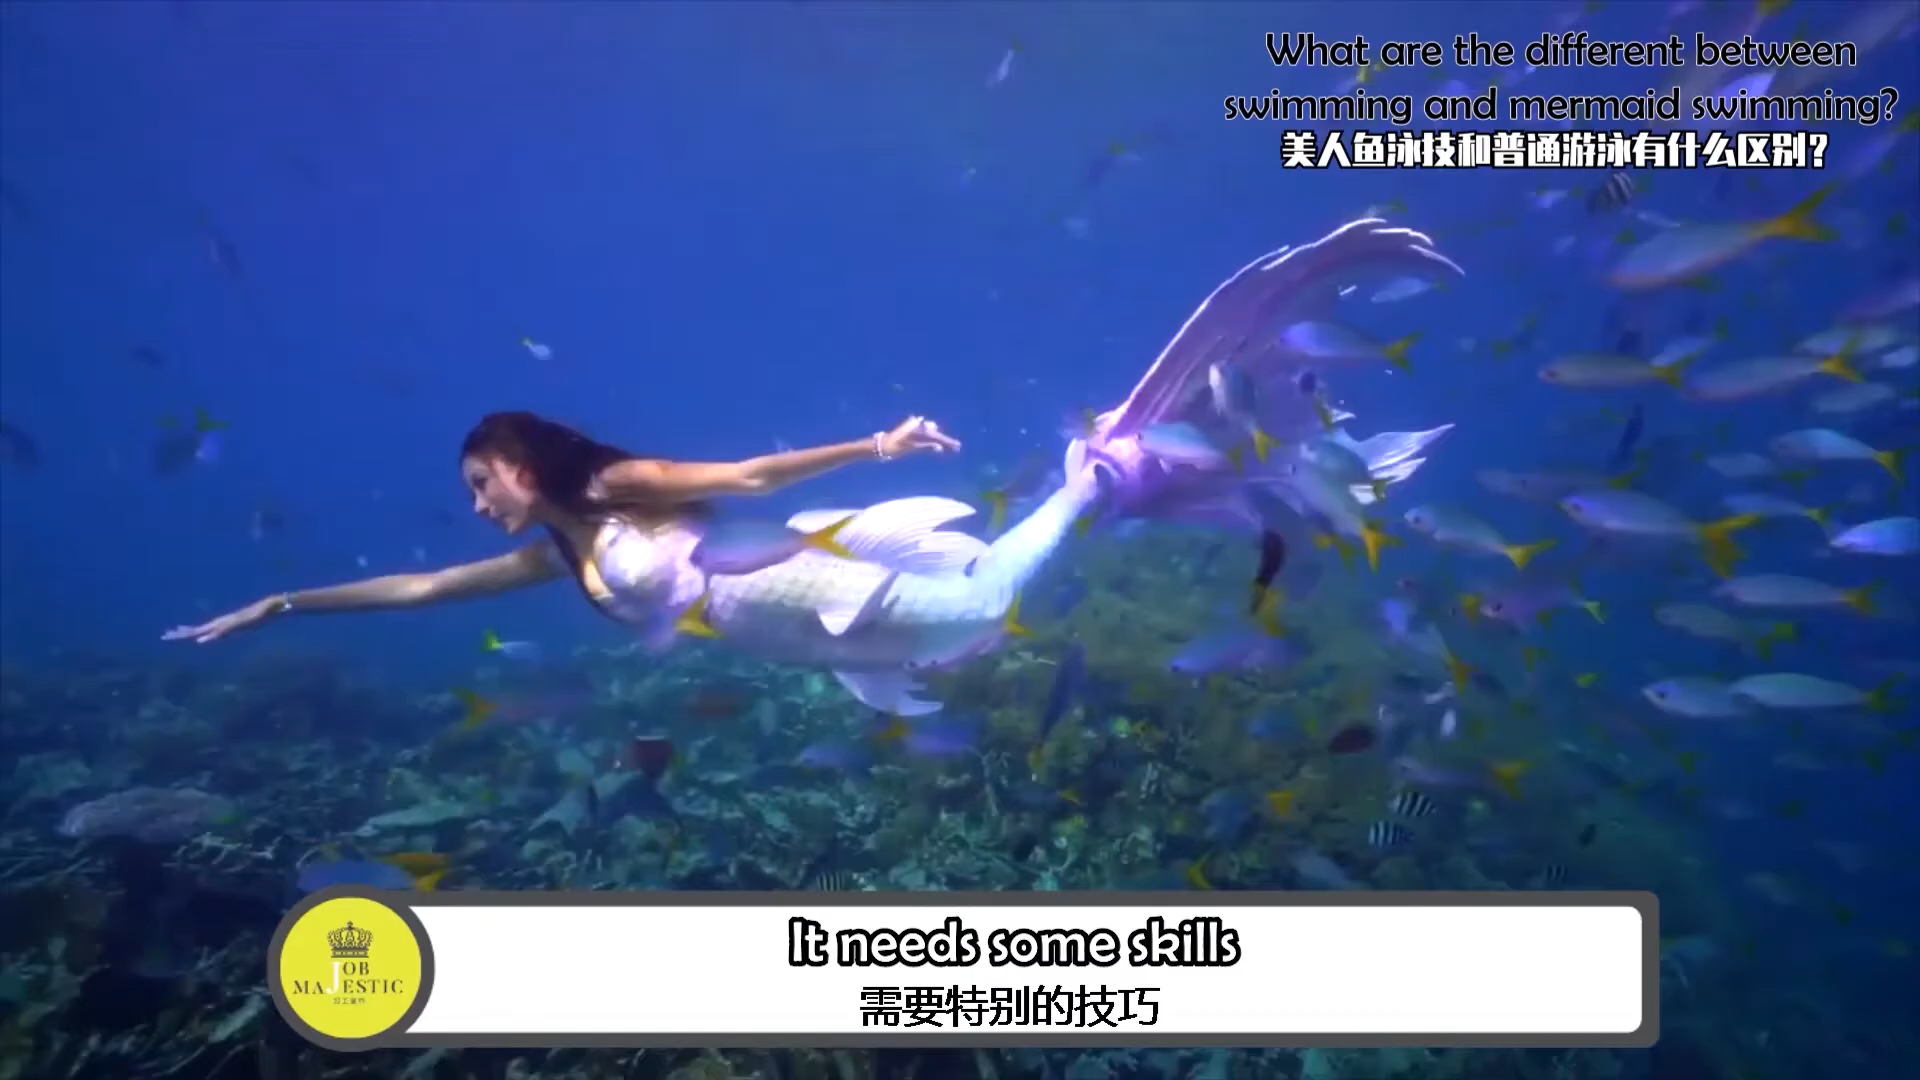 What are the different between
swimming and mermaid swimming?
美人鱼泳技和普通游泳有什么区别?
It needs some skills
需要特别的技巧
JOB
MAJESTIC